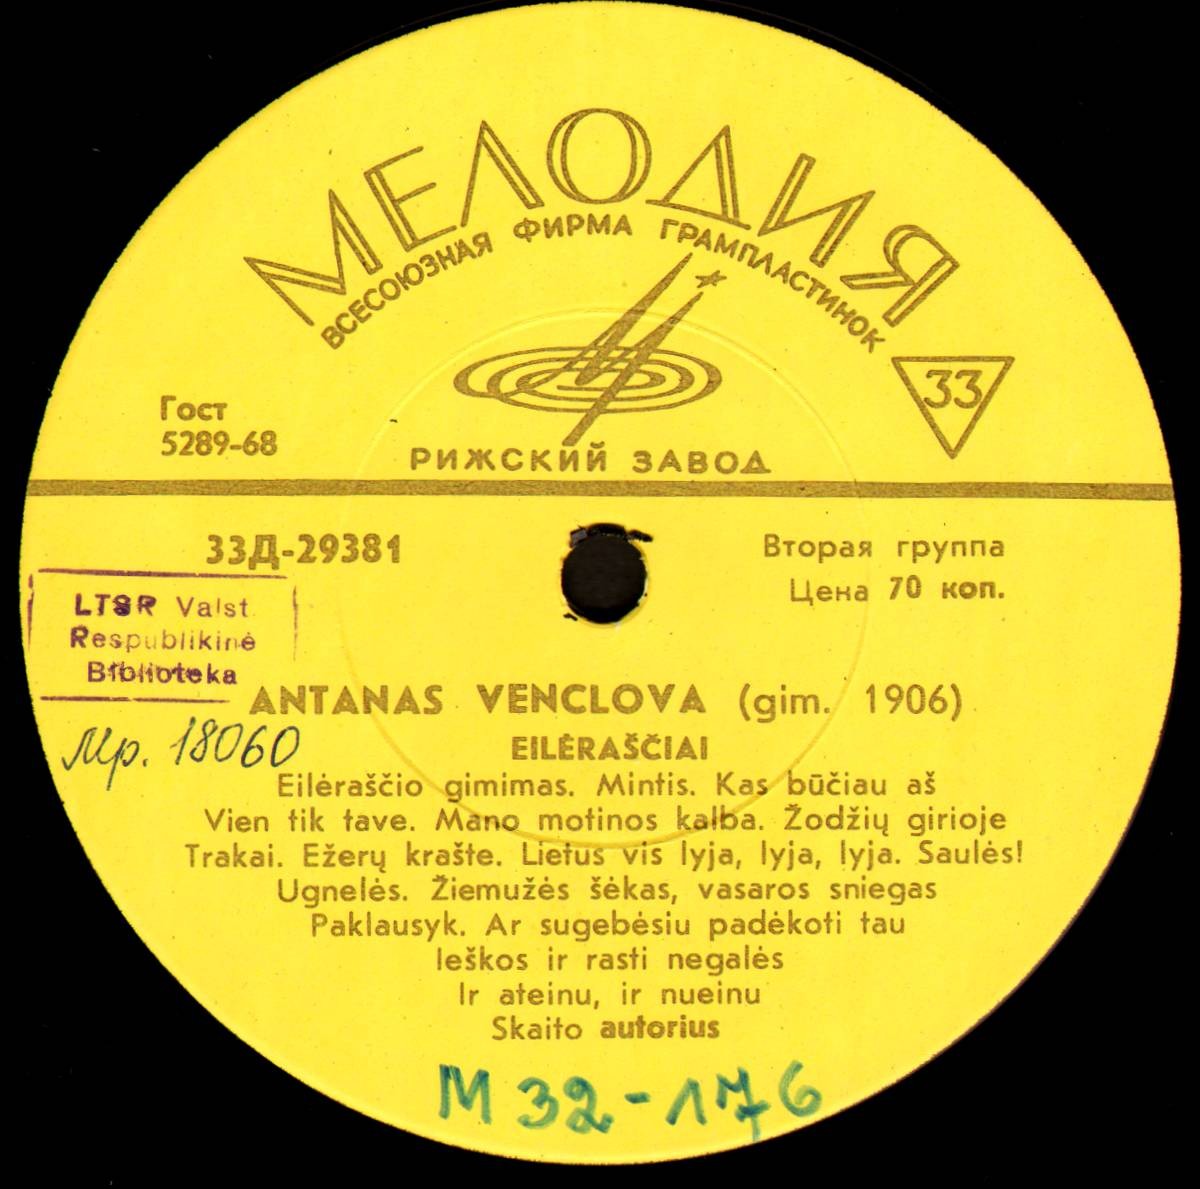 МЕЛОДИЯ
ВСЕСОЮЗНАЯ ФИРМА ГРАМПЛАСТИНОК
33
Гост
5289-68
РИЖСКИЙ ЗАВОД
33Д-29381
Вторая группа
Цена 70 коп.
LTSR Valst.
Respublikinė
Biblioteka
Mp. 18060
ANTANAS VENCLOVA (gim. 1906)
EILĖRAŠČIAI
Eilėraščio gimimas. Mintis. Kas būčiau aš
Vien tik tave. Mano motinos kalba. Žodžių girioje
Trakai. Ežerų krašte. Lietus vis lyja, lyja, lyja. Saulės!
Ugnelės. Žiemužės šėkas, vasaros sniegas
Paklausyk. Ar sugebėsiu padėkoti tau
Ieškos ir rasti negalės
Ir ateinu, ir nueinu
Skaito autorius
M 32-176